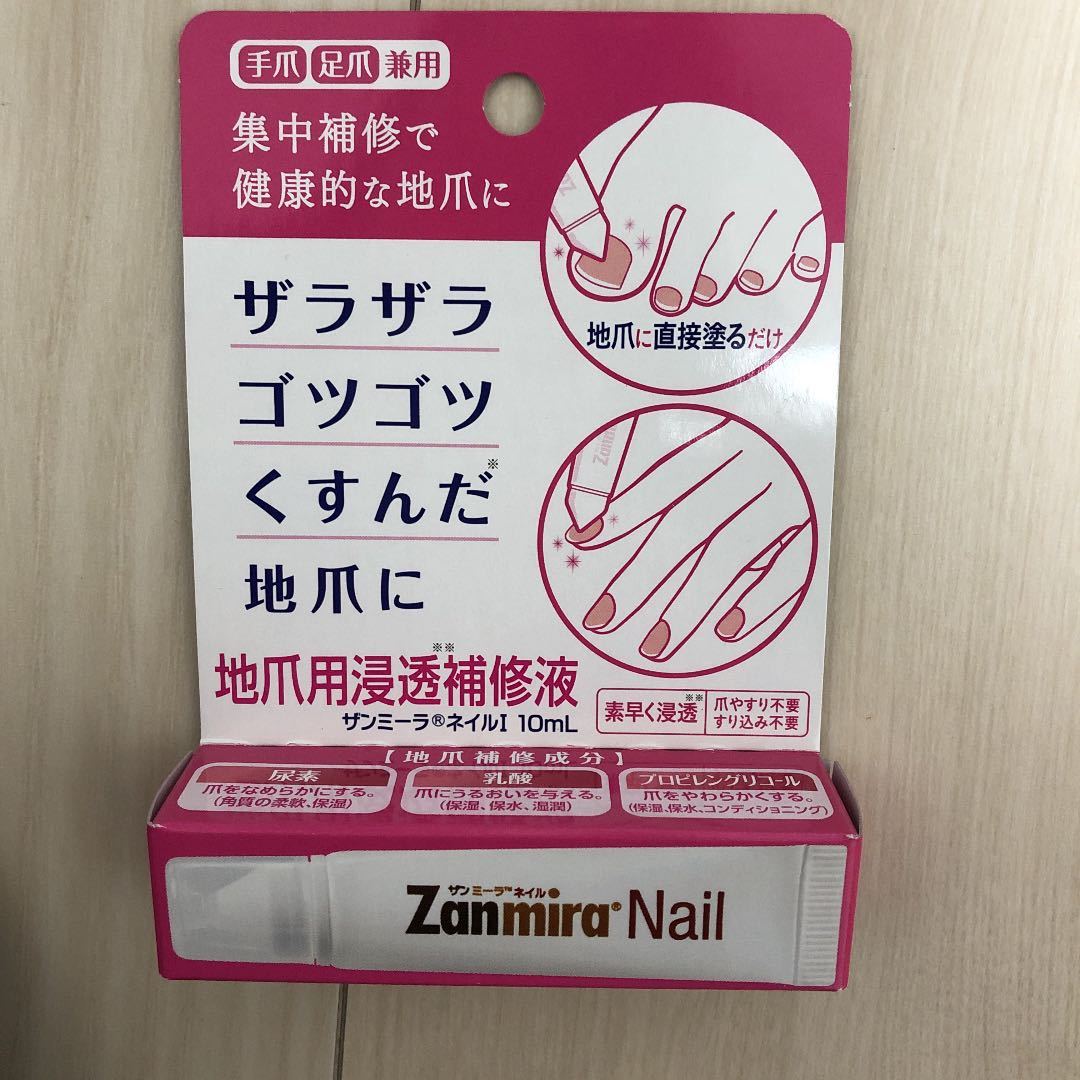 手爪 足爪 兼用
集中補修で
健康的な地爪に
ザラザラ
ゴツゴツ
くすんだ※
地爪に
地爪に直接塗るだけ
Zanb
地爪用浸透※※補修液
ザンミーラ®ネイルI 10mL
素早く浸透※※
爪やすり不要
すり込み不要
【地爪補修成分】
尿素
爪をなめらかにする。
(角質の柔軟、保湿)
乳酸
爪にうるおいを与える。
(保湿、保水、湿潤)
プロピレングリコール
爪をやわらかくする。
(保湿、保水、コンディショニング)
ザンミーラ™ネイル
Zanmira® Nail